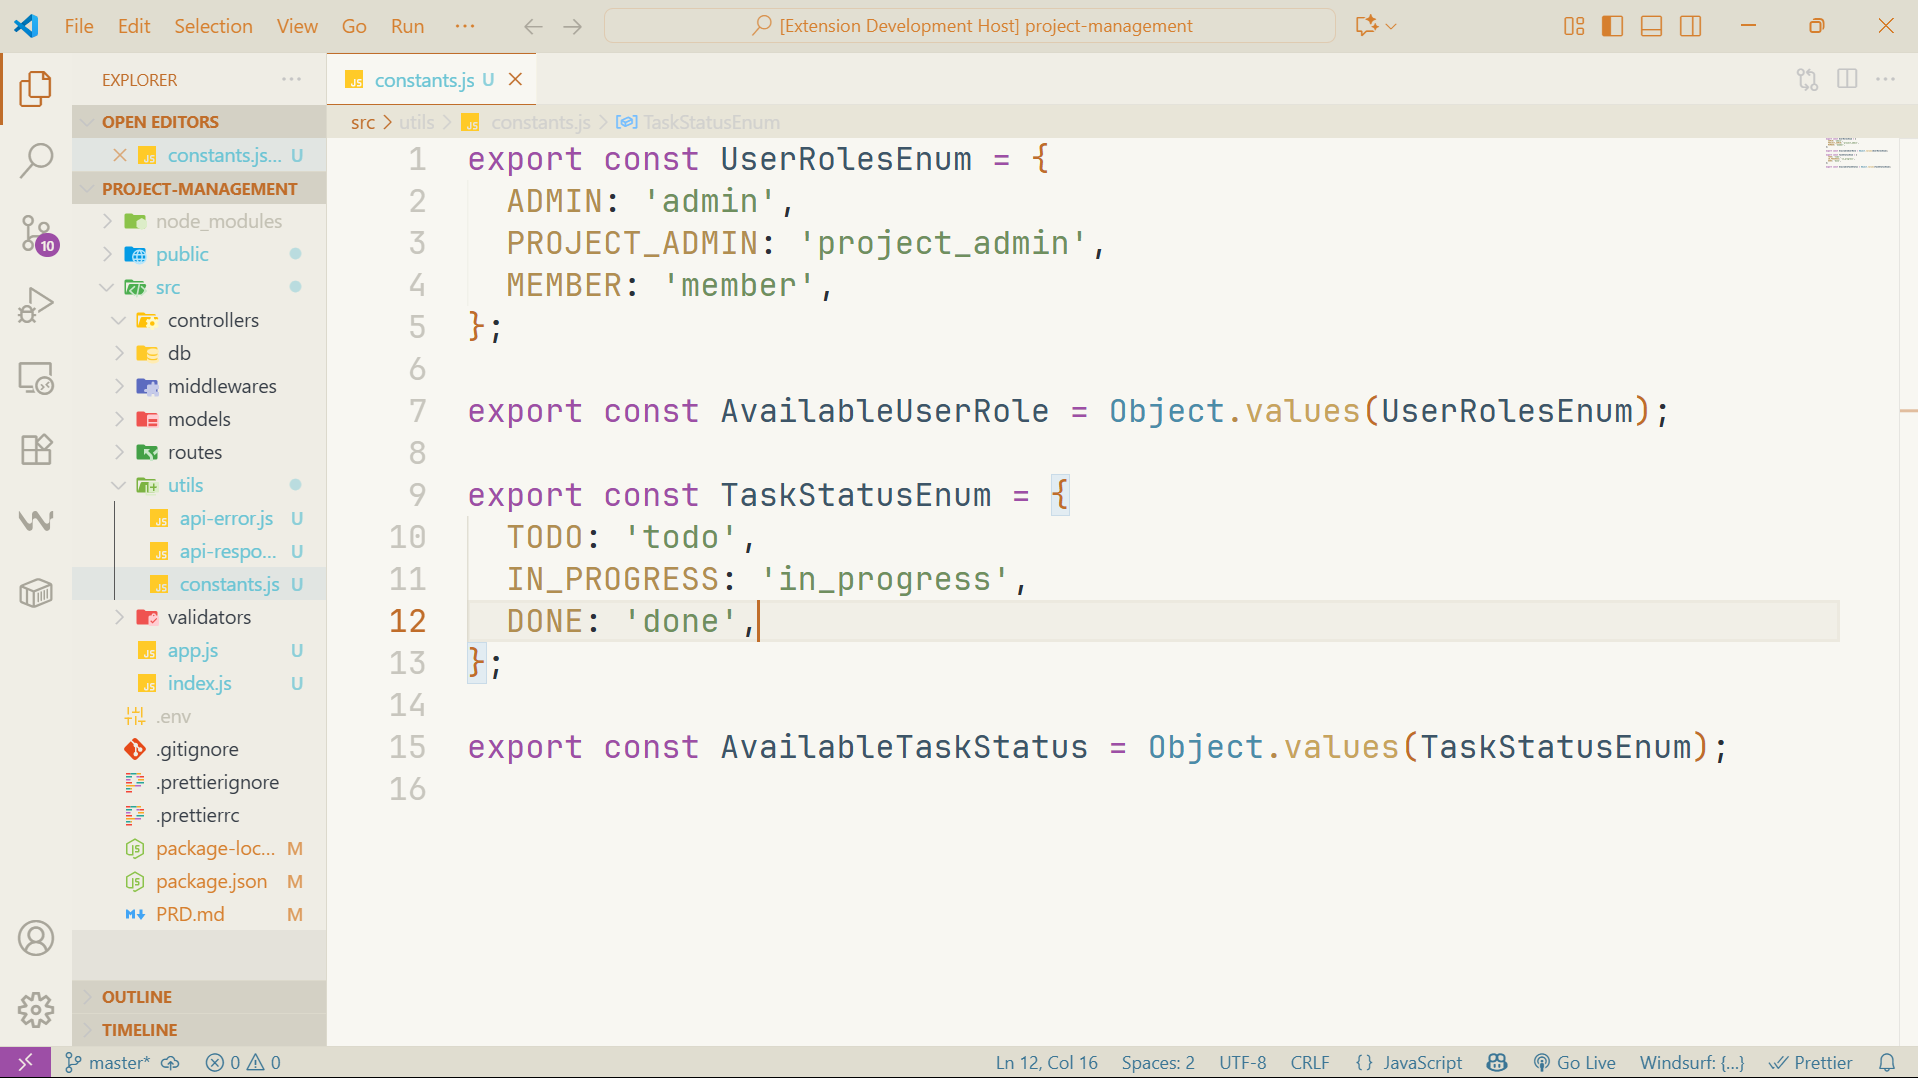 File Edit Selection View Go Run ··· [Extension Development Host] project-management
EXPLORER
OPEN EDITORS
constants.js... U
PROJECT-MANAGEMENT
node_modules
public
src
controllers
db
middlewares
models
routes
utils
api-error.js U
api-respo... U
constants.js U
validators
app.js U
index.js U
.env
.gitignore
.prettierignore
.prettierrc
package-loc... M
package.json M
PRD.md M
OUTLINE
TIMELINE
10
constants.js U
src > utils > constants.js > TaskStatusEnum
1 export const UserRolesEnum = {
2 ADMIN: 'admin',
3 PROJECT_ADMIN: 'project_admin',
4 MEMBER: 'member',
5 };
6
7 export const AvailableUserRole = Object.values(UserRolesEnum);
8
9 export const TaskStatusEnum = {
10 TODO: 'todo',
11 IN_PROGRESS: 'in_progress',
12 DONE: 'done',
13 };
14
15 export const AvailableTaskStatus = Object.values(TaskStatusEnum);
16
master* 0 0 Ln 12, Col 16 Spaces: 2 UTF-8 CRLF {} JavaScript Go Live Windsurf: {...} Prettier